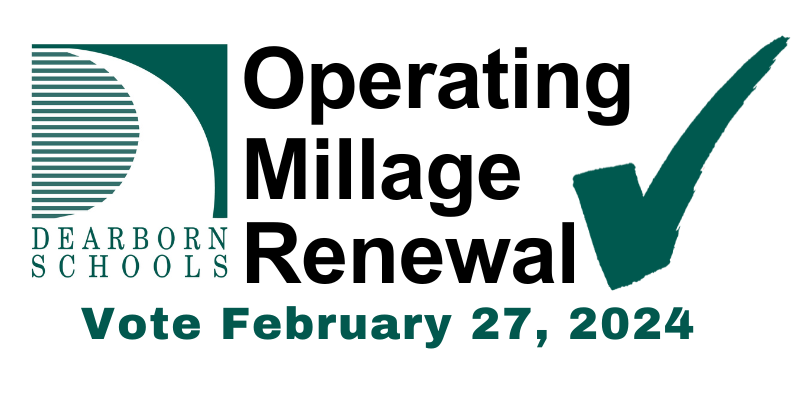 Operating
Millage
Renewal
DEARBORN
SCHOOLS
Vote February 27, 2024